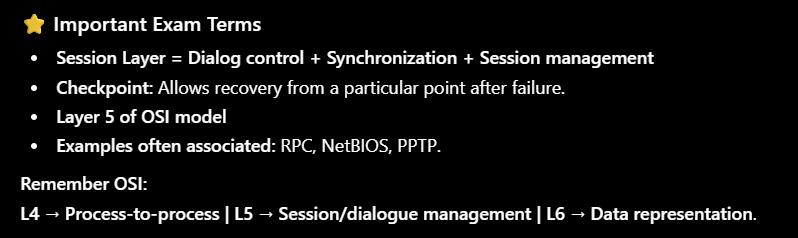 ⭐ Important Exam Terms
• Session Layer = Dialog control + Synchronization + Session management
• Checkpoint: Allows recovery from a particular point after failure.
• Layer 5 of OSI model
• Examples often associated: RPC, NetBIOS, PPTP.
Remember OSI:
L4 → Process-to-process | L5 → Session/dialogue management | L6 → Data representation.